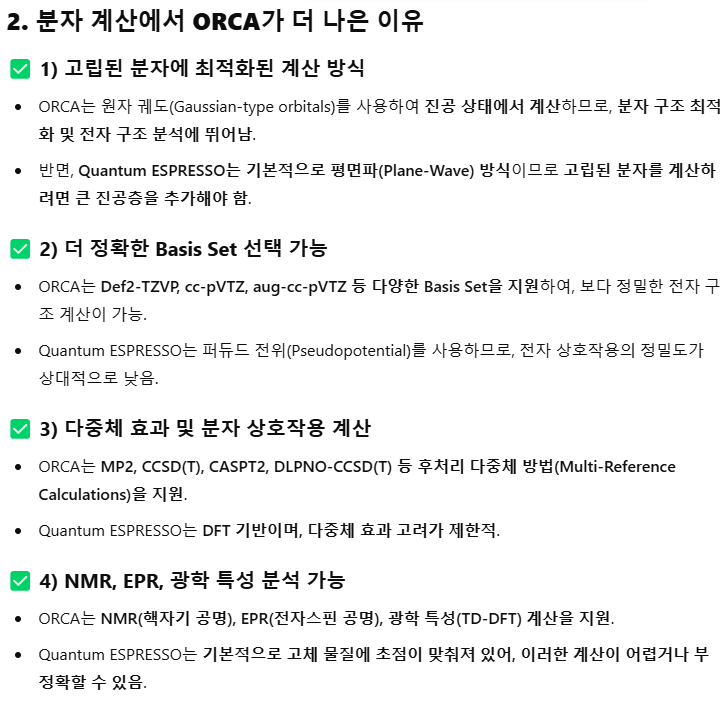 2. 분자 계산에서 ORCA가 더 나은 이유
✅ 1) 고립된 분자에 최적화된 계산 방식
• ORCA는 원자 궤도(Gaussian-type orbitals)를 사용하여 진공 상태에서 계산하므로, 분자 구조 최적
화 및 전자 구조 분석에 뛰어남.
• 반면, Quantum ESPRESSO는 기본적으로 평면파(Plane-Wave) 방식이므로 고립된 분자를 계산하
려면 큰 진공층을 추가해야 함.
✅ 2) 더 정확한 Basis Set 선택 가능
• ORCA는 Def2-TZVP, cc-pVTZ, aug-cc-pVTZ 등 다양한 Basis Set을 지원하여, 보다 정밀한 전자 구
조 계산이 가능.
• Quantum ESPRESSO는 퍼듀드 전위(Pseudopotential)를 사용하므로, 전자 상호작용의 정밀도가
상대적으로 낮음.
✅ 3) 다중체 효과 및 분자 상호작용 계산
• ORCA는 MP2, CCSD(T), CASPT2, DLPNO-CCSD(T) 등 후처리 다중체 방법(Multi-Reference
Calculations)을 지원.
• Quantum ESPRESSO는 DFT 기반이며, 다중체 효과 고려가 제한적.
✅ 4) NMR, EPR, 광학 특성 분석 가능
• ORCA는 NMR(핵자기 공명), EPR(전자스핀 공명), 광학 특성(TD-DFT) 계산을 지원.
• Quantum ESPRESSO는 기본적으로 고체 물질에 초점이 맞춰져 있어, 이러한 계산이 어렵거나 부
정확할 수 있음.